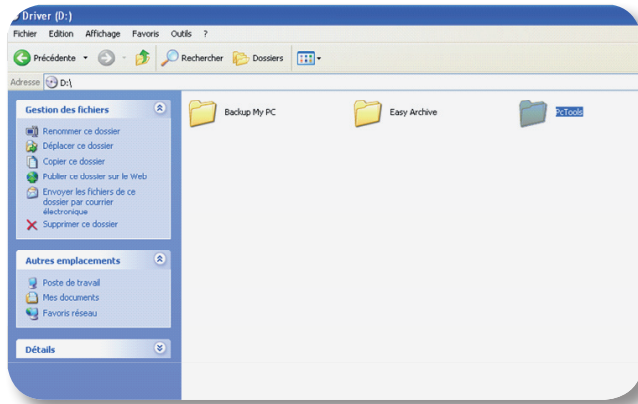 Driver (D:)
Fichier Edition Affichage Favoris Outils ?
Précédente Rechercher Dossiers
Adresse D:\
Gestion des fichiers
Renommer ce dossier
Déplacer ce dossier
Copier ce dossier
Publier ce dossier sur le Web
Envoyer les fichiers de ce
dossier par courrier
électronique
Supprimer ce dossier
Autres emplacements
Poste de travail
Mes documents
Favoris réseau
Détails
Backup My PC
Easy Archive
PcTools